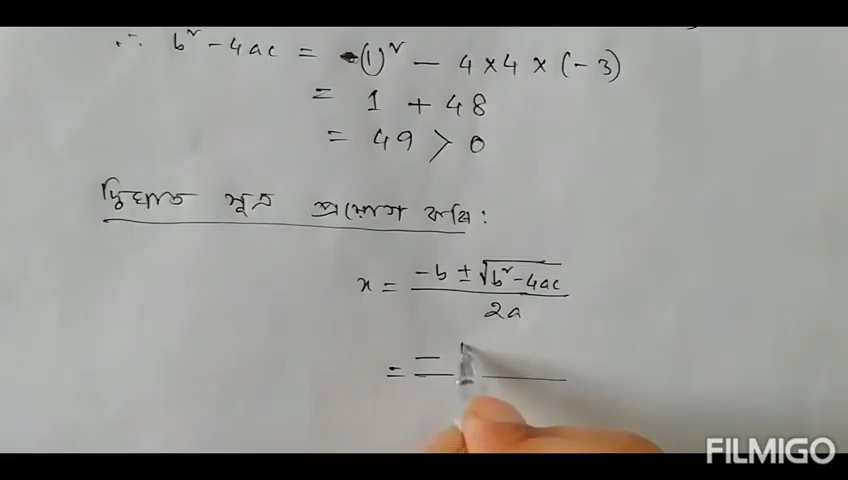 ∴ b² - 4ac = (1)² - 4 × 4 × (-3)
= 1 + 48
= 49 > 0
দ্বিঘাত সূত্র প্রয়োগ করি:
x = (-b ± √(b² - 4ac)) / 2a
= -
FILMIGO